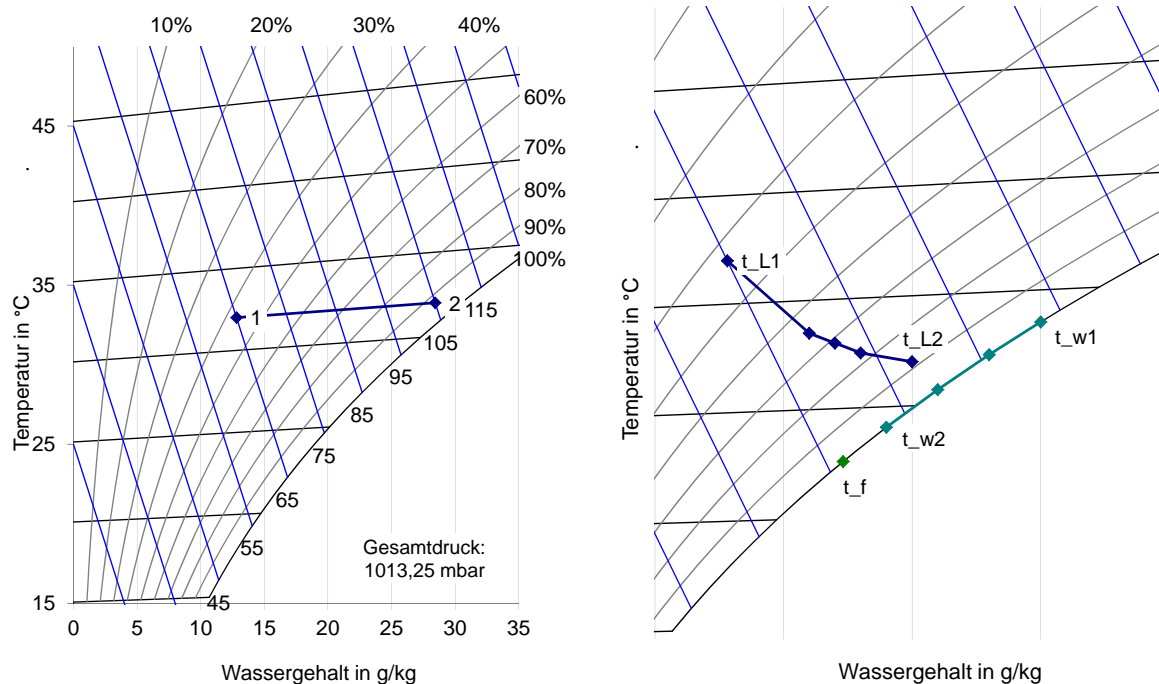 10%
20%
30%
40%
60%
70%
80%
90%
100%
45
35
25
15
Temperatur in °C
1
2
115
105
95
85
75
65
55
45
Gesamtdruck:
1013,25 mbar
0
5
10
15
20
25
30
35
Wassergehalt in g/kg
Temperatur in °C
t_L1
t_L2
t_w1
t_w2
t_f
Wassergehalt in g/kg